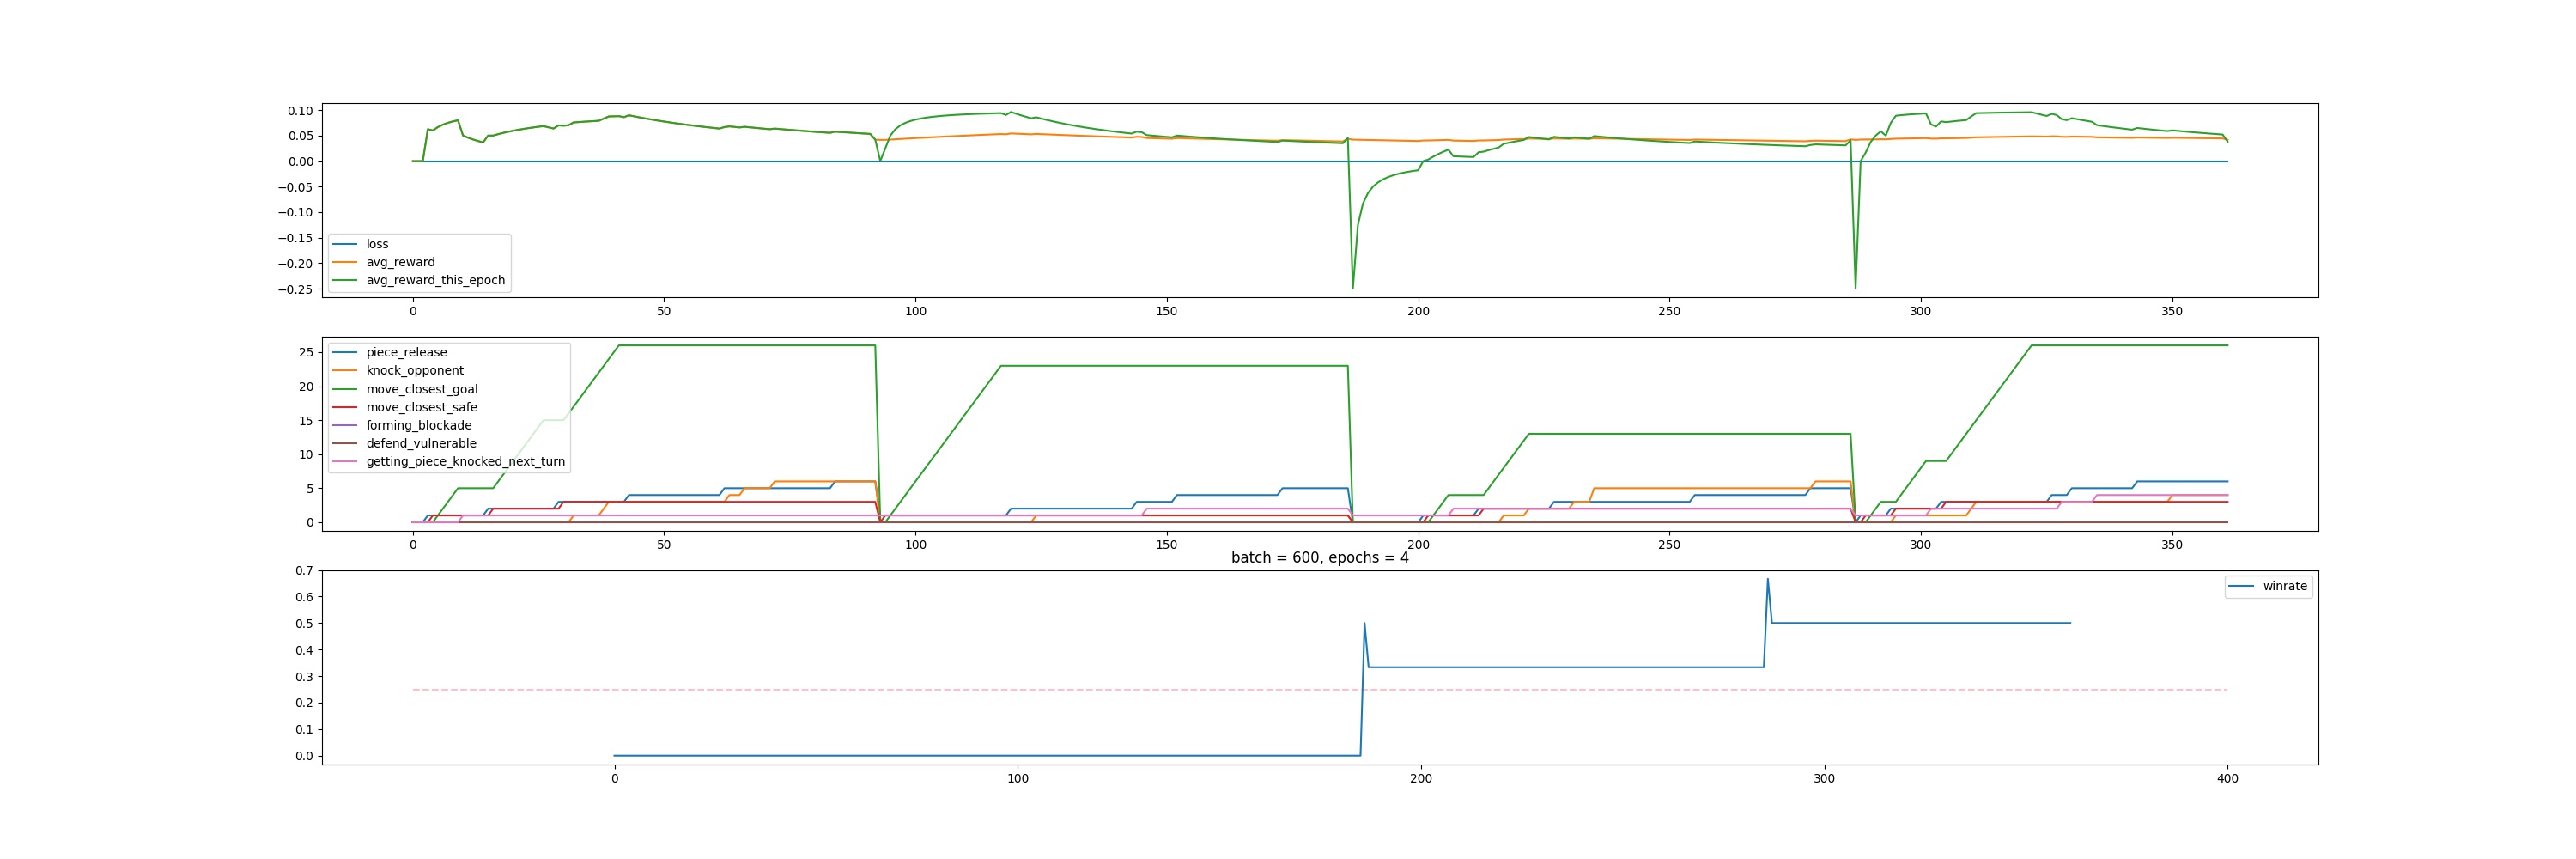 0.10
0.05
0.00
−0.05
−0.10
−0.15
−0.20
−0.25
loss
avg_reward
avg_reward_this_epoch
0 50 100 150 200 250 300 350
25
20
15
10
5
0
piece_release
knock_opponent
move_closest_goal
move_closest_safe
forming_blockade
defend_vulnerable
getting_piece_knocked_next_turn
0 50 100 150 200 250 300 350
batch = 600, epochs = 4
0.7
0.6
0.5
0.4
0.3
0.2
0.1
0.0
winrate
0 100 200 300 400